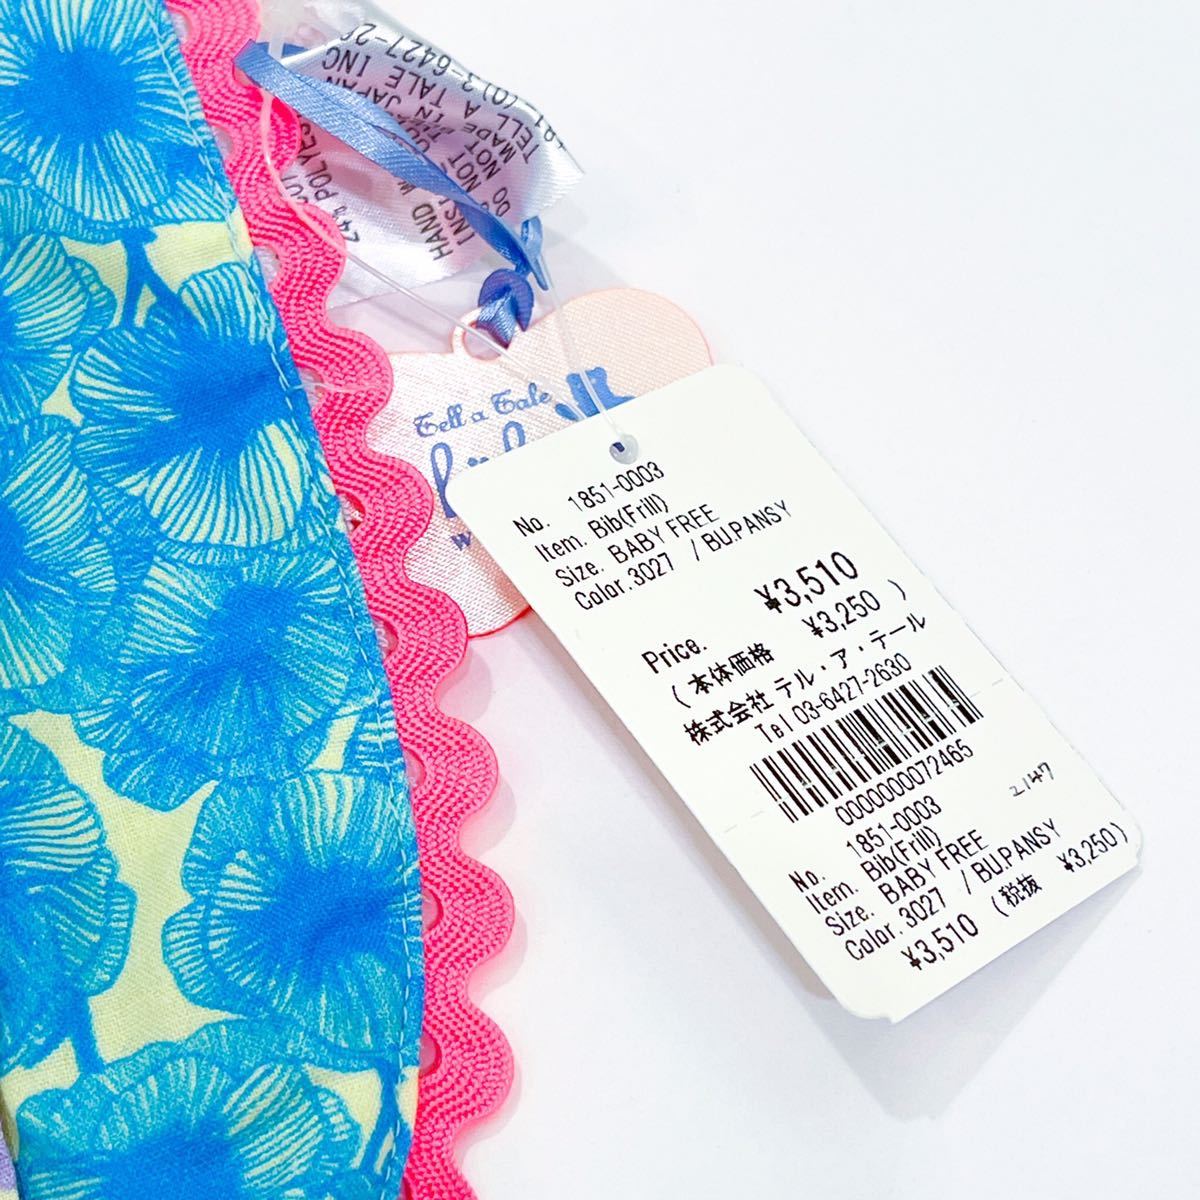 TELL A TALE INC
MADE IN JAPAN
DO NOT
HAND
Tell a Tale
No. 1851-0003
Item. Bib(Frill)
Size. BABY FREE
Color. 3027 / BU.PANSY
Price. ¥3,510
(本体価格 ¥3,250 )
株式会社 テル・ア・テール
Tel 03-6427-2630
0000000072465
2147
No. 1851-0003
Item. Bib(Frill)
Size. BABY FREE
Color. 3027 / BU.PANSY
¥3,510 (税抜 ¥3,250)